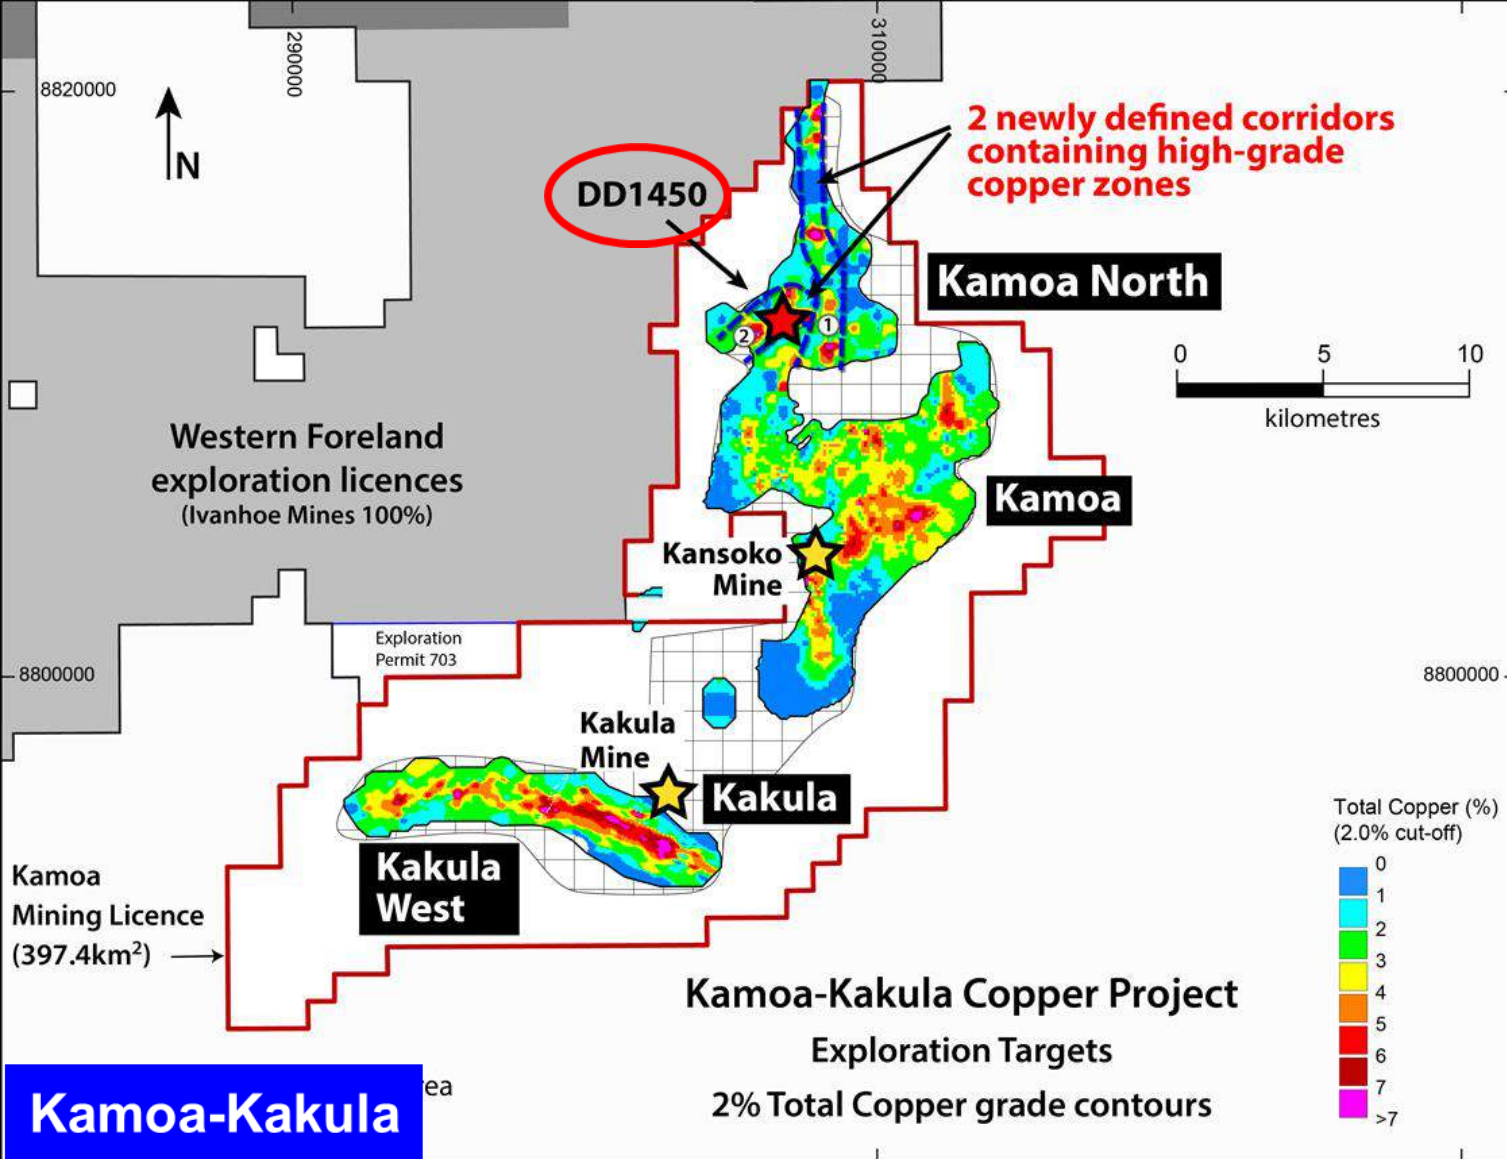 290000
310000
8820000
N
2 newly defined corridors
containing high-grade
copper zones
DD1450
Kamoa North
1
2
0 5 10
kilometres
Western Foreland
exploration licences
(Ivanhoe Mines 100%)
Kamoa
Kansoko
Mine
Exploration
Permit 703
8800000
8800000
Kakula
Mine
Kakula
Kakula
West
Kamoa
Mining Licence
(397.4km²)
Total Copper (%)
(2.0% cut-off)
0
1
2
3
4
5
6
7
>7
Kamoa-Kakula Copper Project
Exploration Targets
2% Total Copper grade contours
rea
Kamoa-Kakula